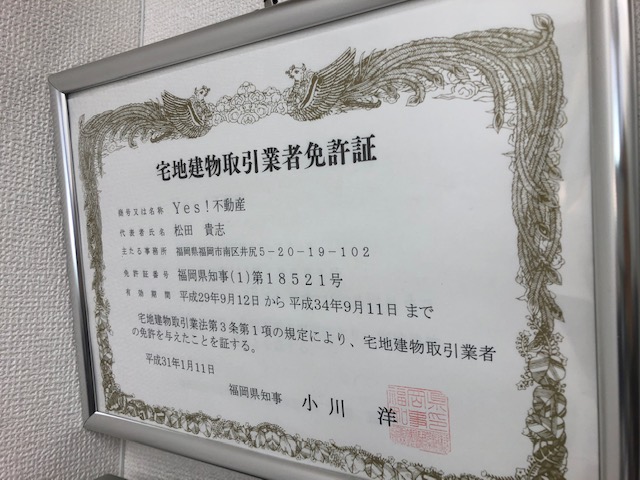 宅地建物取引業者免許証
商号又は名称 Yes!不動産
代表者氏名 松田 貴志
主たる事務所 福岡県福岡市南区井尻5-20-19-102
免許証番号 福岡県知事(1)第18521号
有効期間 平成29年9月12日から平成34年9月11日まで
宅地建物取引業法第3条第1項の規定により、宅地建物取引業者
の免許を与えたことを証する。
平成31年1月11日
福岡県知事 小川 洋